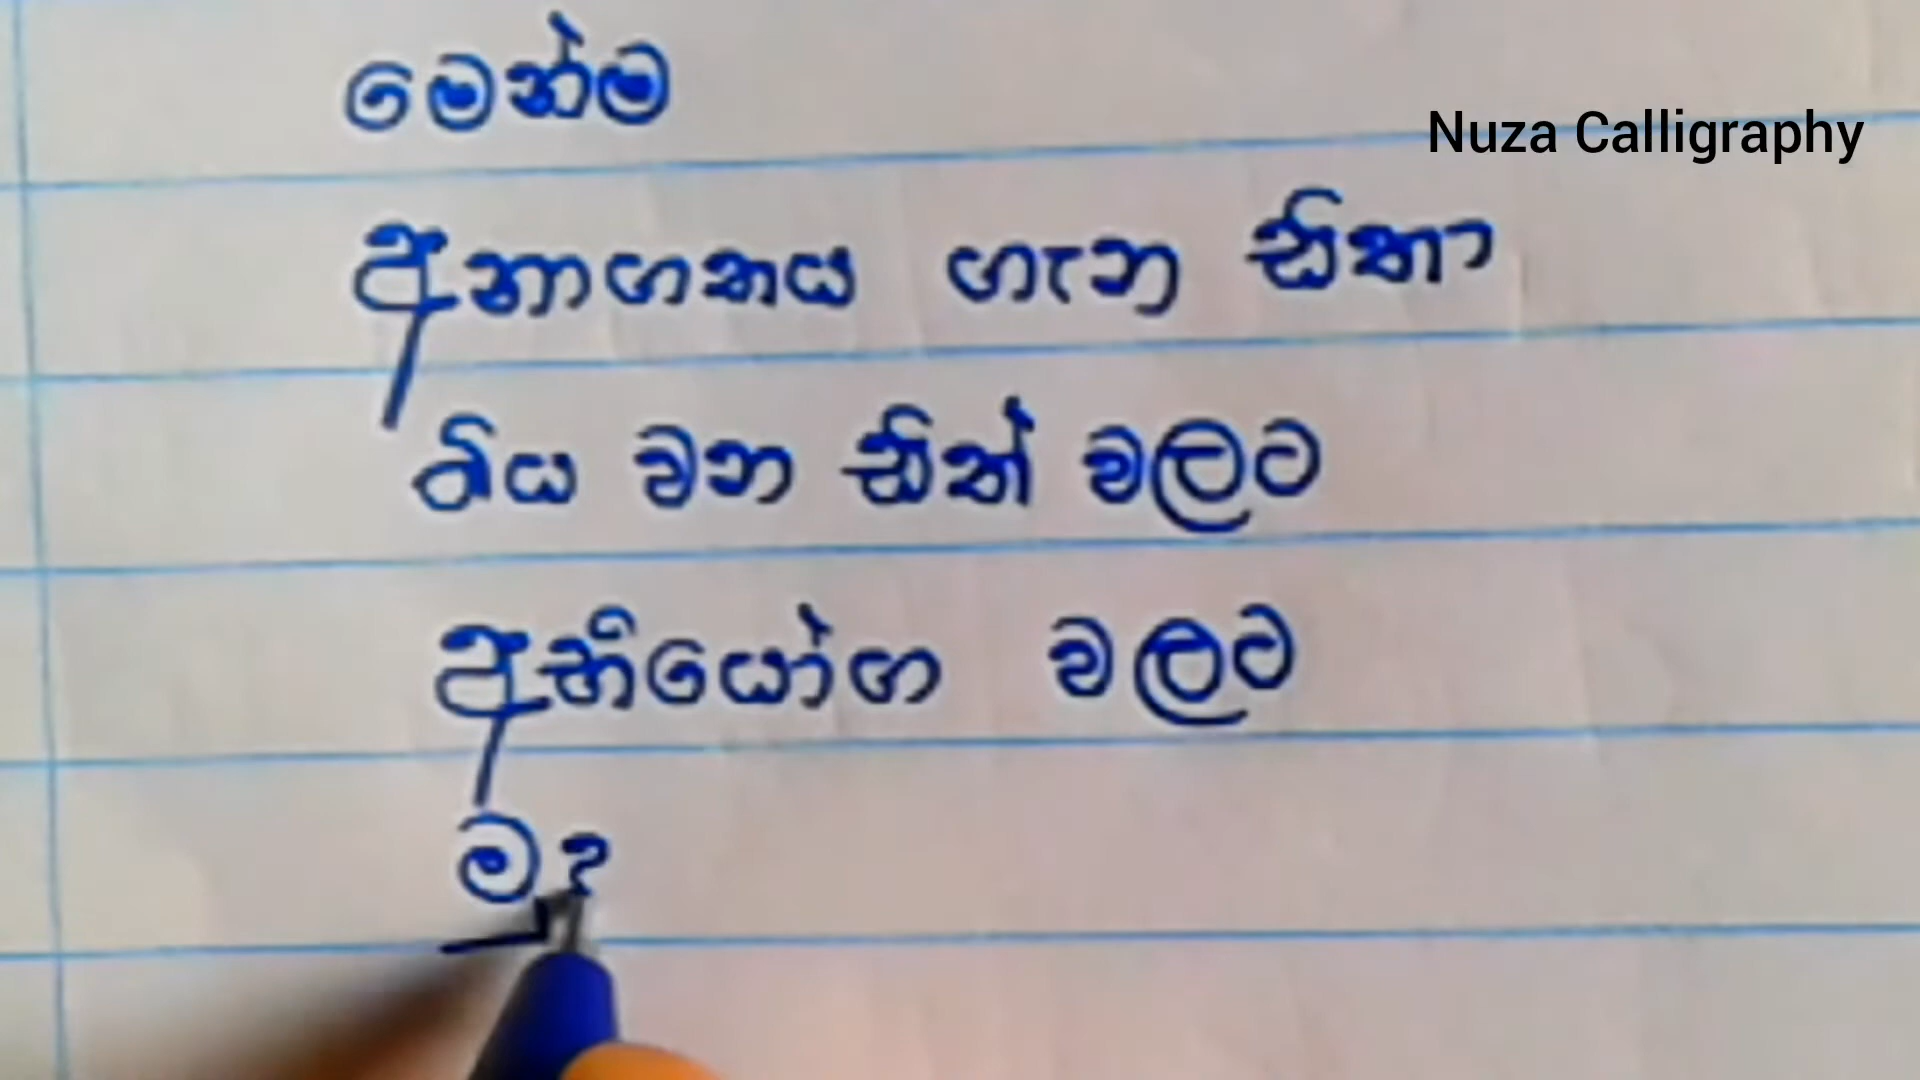 මෙන්ම
Nuza Calligraphy
අනාගතය ගැන සිතා
බිය වන සිත් වලට
අභියෝග වලට